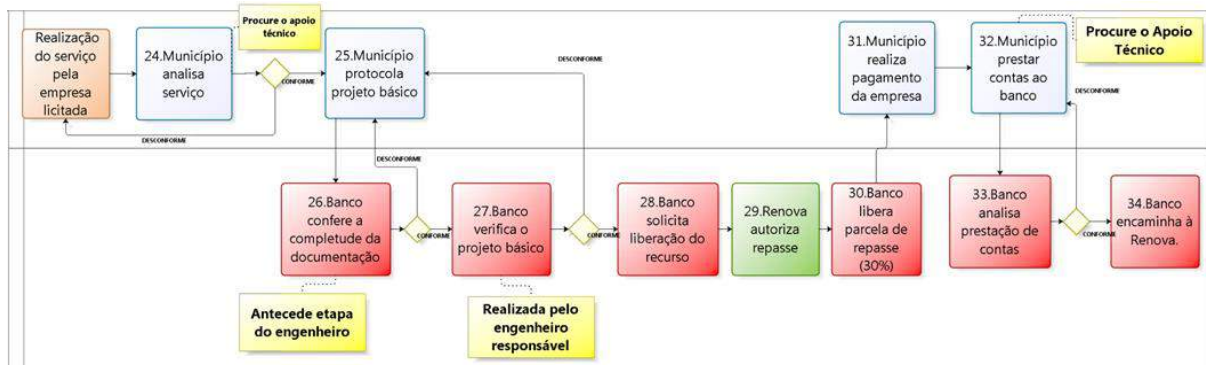 Realização
do serviço
pela
empresa
licitada
24.Município
analisa
serviço
Procure o apoio
técnico
CONFORME
DESCONFORME
25.Município
protocola
projeto básico
DESCONFORME
DESCONFORME
26.Banco
confere a
completude da
documentação
CONFORME
Antecede etapa
do engenheiro
27.Banco
verifica o
projeto básico
CONFORME
Realizada pelo
engenheiro
responsável
28.Banco
solicita
liberação do
recurso
29.Renova
autoriza
repasse
30.Banco
libera
parcela de
repasse
(30%)
31.Município
realiza
pagamento
da empresa
32.Município
prestar
contas ao
banco
Procure o Apoio
Técnico
DESCONFORME
33.Banco
analisa
prestação de
contas
CONFORME
34.Banco
encaminha à
Renova.